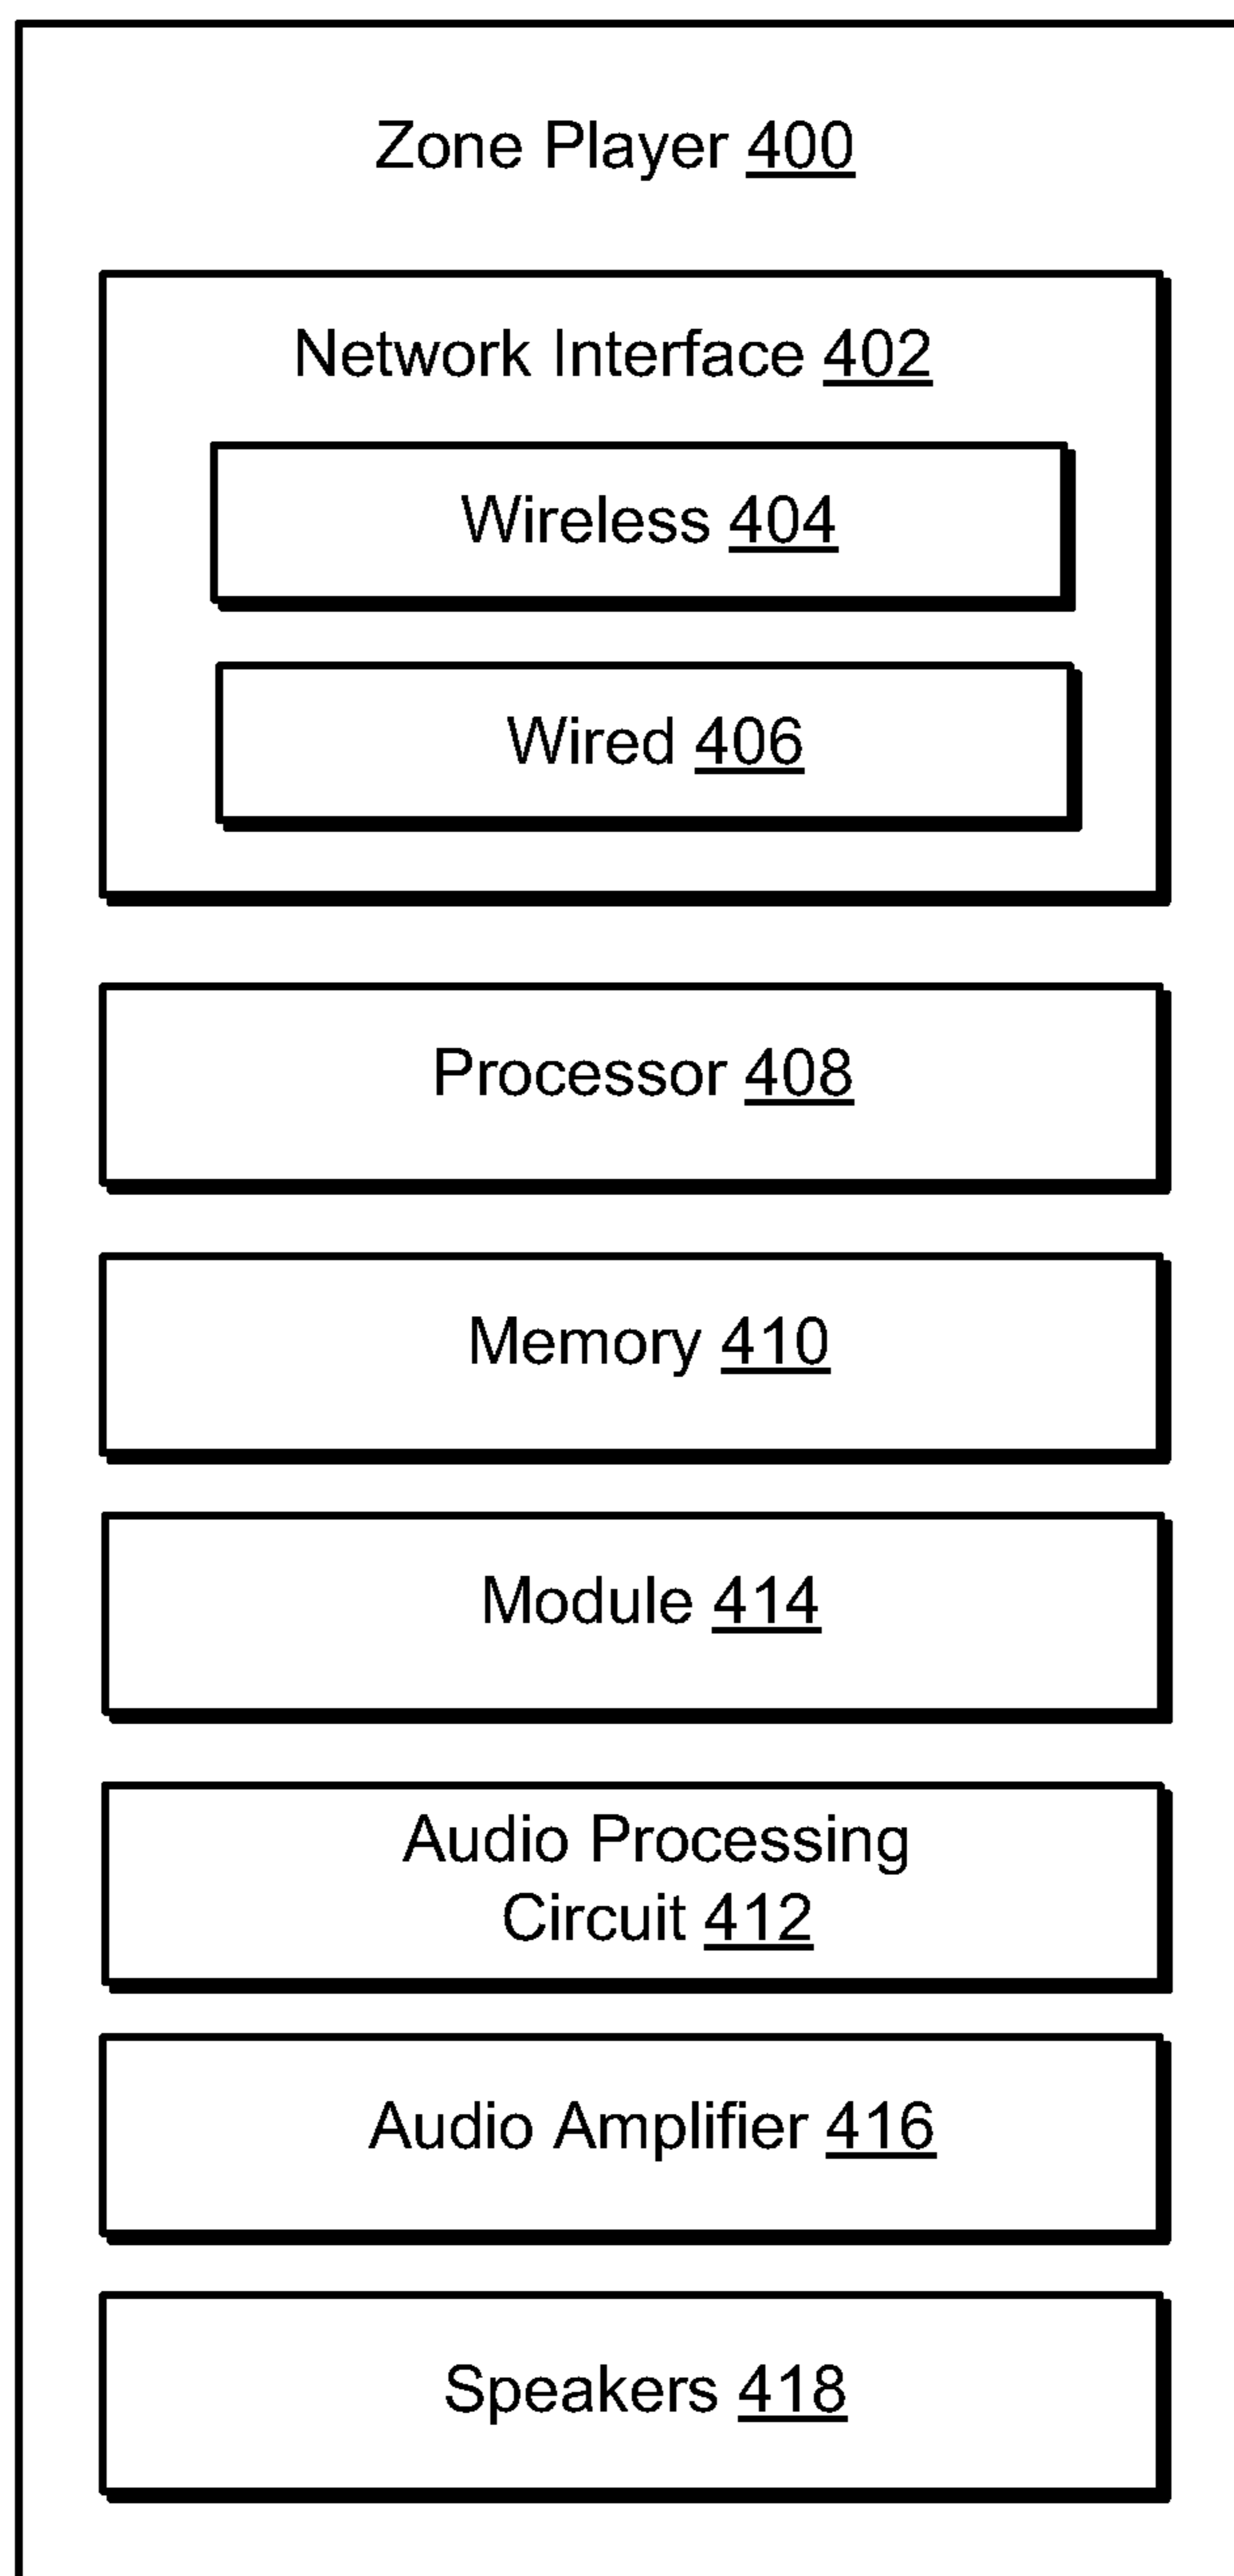 Zone Player 400
Network Interface 402
Wireless 404
Wired 406
Processor 408
Memory 410
Module 414
Audio Processing
Circuit 412
Audio Amplifier 416
Speakers 418